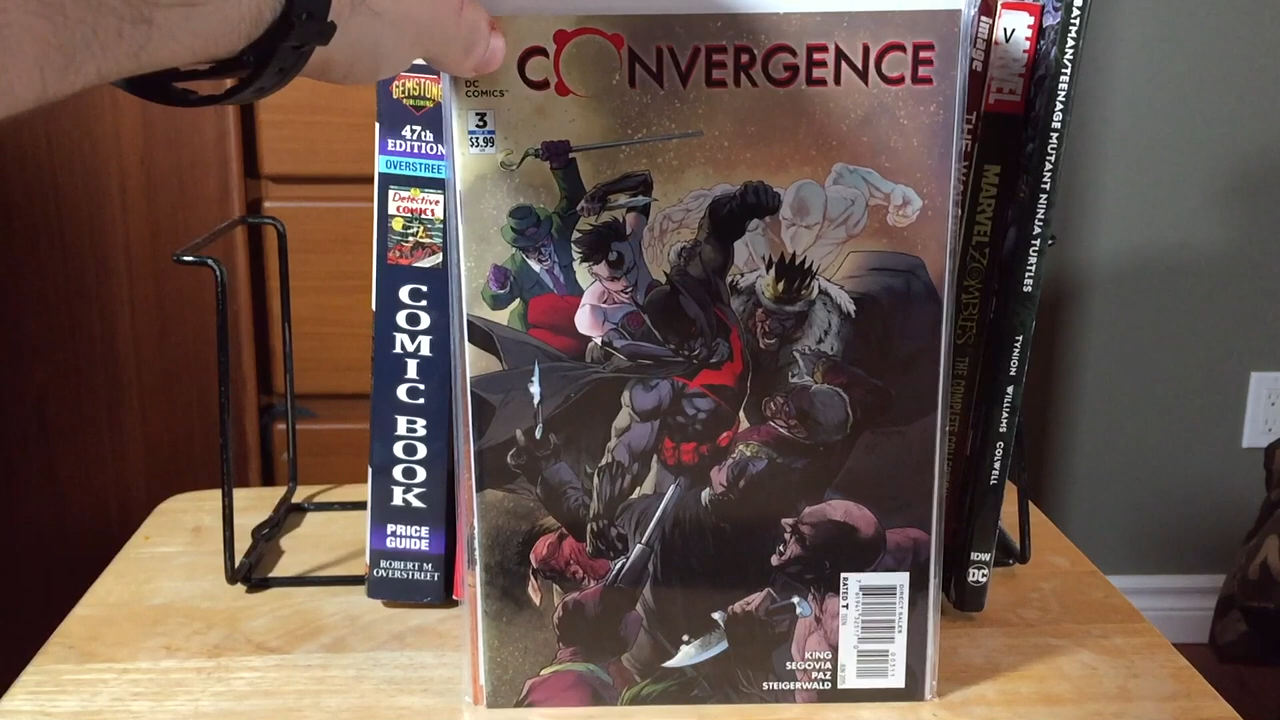 CONVERGENCE
DC
COMICS™
3
$3.99
KING
SEGOVIA
PAZ
STEIGERWALD
RATED T TEEN
DIRECT SALES
GEMSTONE
PUBLISHING
47th
EDITION
OVERSTREET
Detective
COMICS
COMIC BOOK
PRICE
GUIDE
ROBERT M.
OVERSTREET
image
MARVEL
V
MARVEL ZOMBIES THE COMPLETE
BATMAN/TEENAGE MUTANT NINJA TURTLES
TYNION WILLIAMS COLWELL
IDW
DC